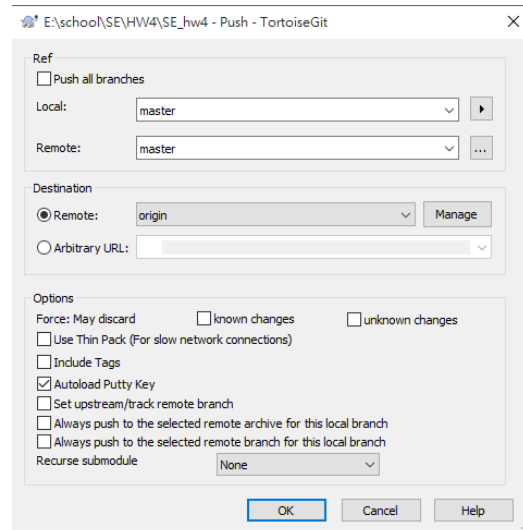 E:\school\SE\HW4\SE_hw4 - Push - TortoiseGit
Ref
Push all branches
Local: master
Remote: master ...
Destination
Remote: origin Manage
Arbitrary URL:
Options
Force: May discard known changes unknown changes
Use Thin Pack (For slow network connections)
Include Tags
Autoload Putty Key
Set upstream/track remote branch
Always push to the selected remote archive for this local branch
Always push to the selected remote branch for this local branch
Recurse submodule None
OK Cancel Help